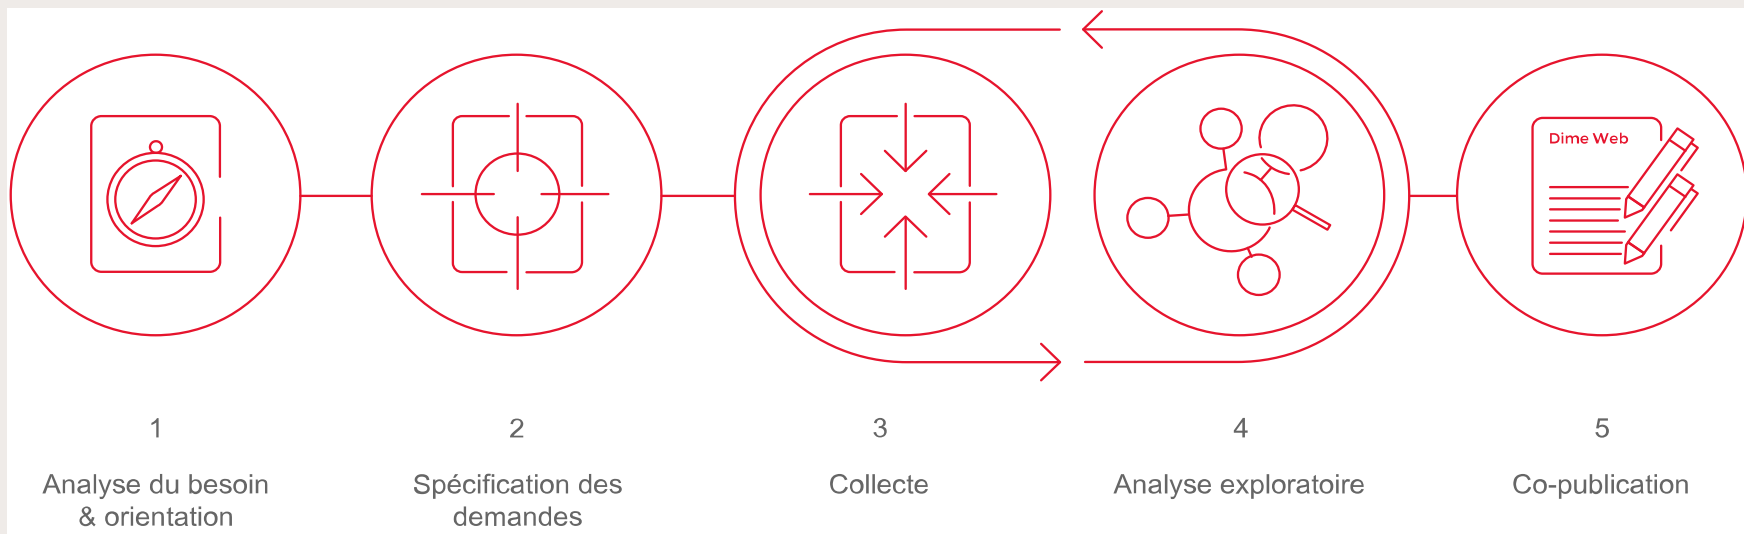 Dime Web
1
2
3
4
5
Analyse du besoin
& orientation
Spécification des
demandes
Collecte
Analyse exploratoire
Co-publication